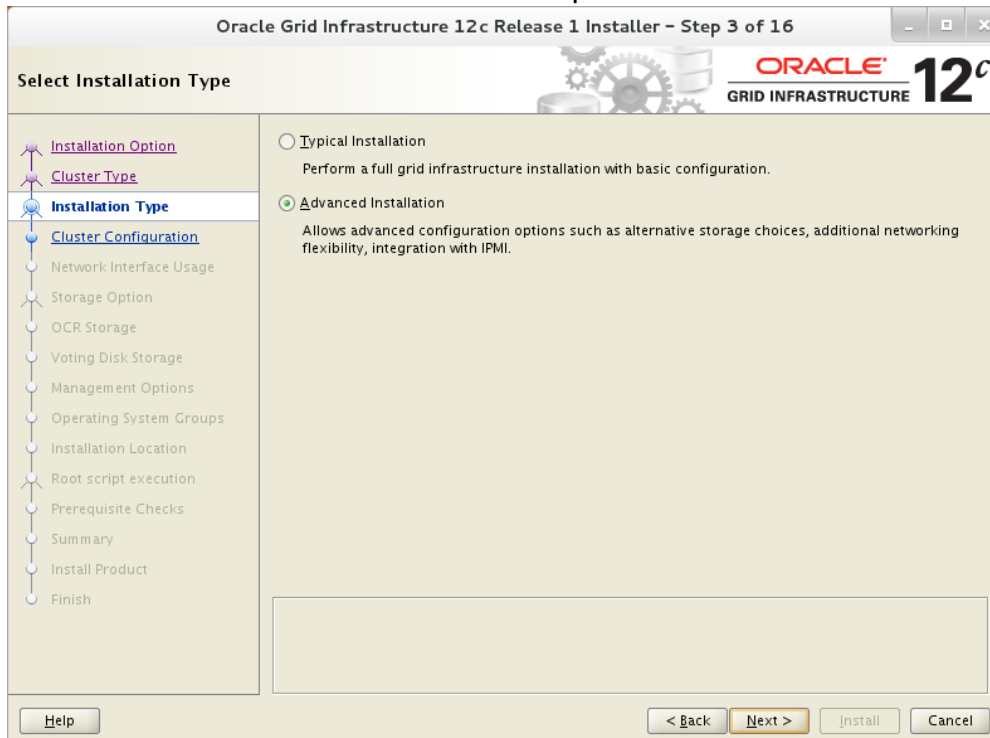 Oracle Grid Infrastructure 12c Release 1 Installer – Step 3 of 16
Select Installation Type
ORACLE
GRID INFRASTRUCTURE
12c
Installation Option
Cluster Type
Installation Type
Cluster Configuration
Network Interface Usage
Storage Option
OCR Storage
Voting Disk Storage
Management Options
Operating System Groups
Installation Location
Root script execution
Prerequisite Checks
Summary
Install Product
Finish
Typical Installation
Perform a full grid infrastructure installation with basic configuration.
Advanced Installation
Allows advanced configuration options such as alternative storage choices, additional networking
flexibility, integration with IPMI.
Help
< Back
Next >
Install
Cancel